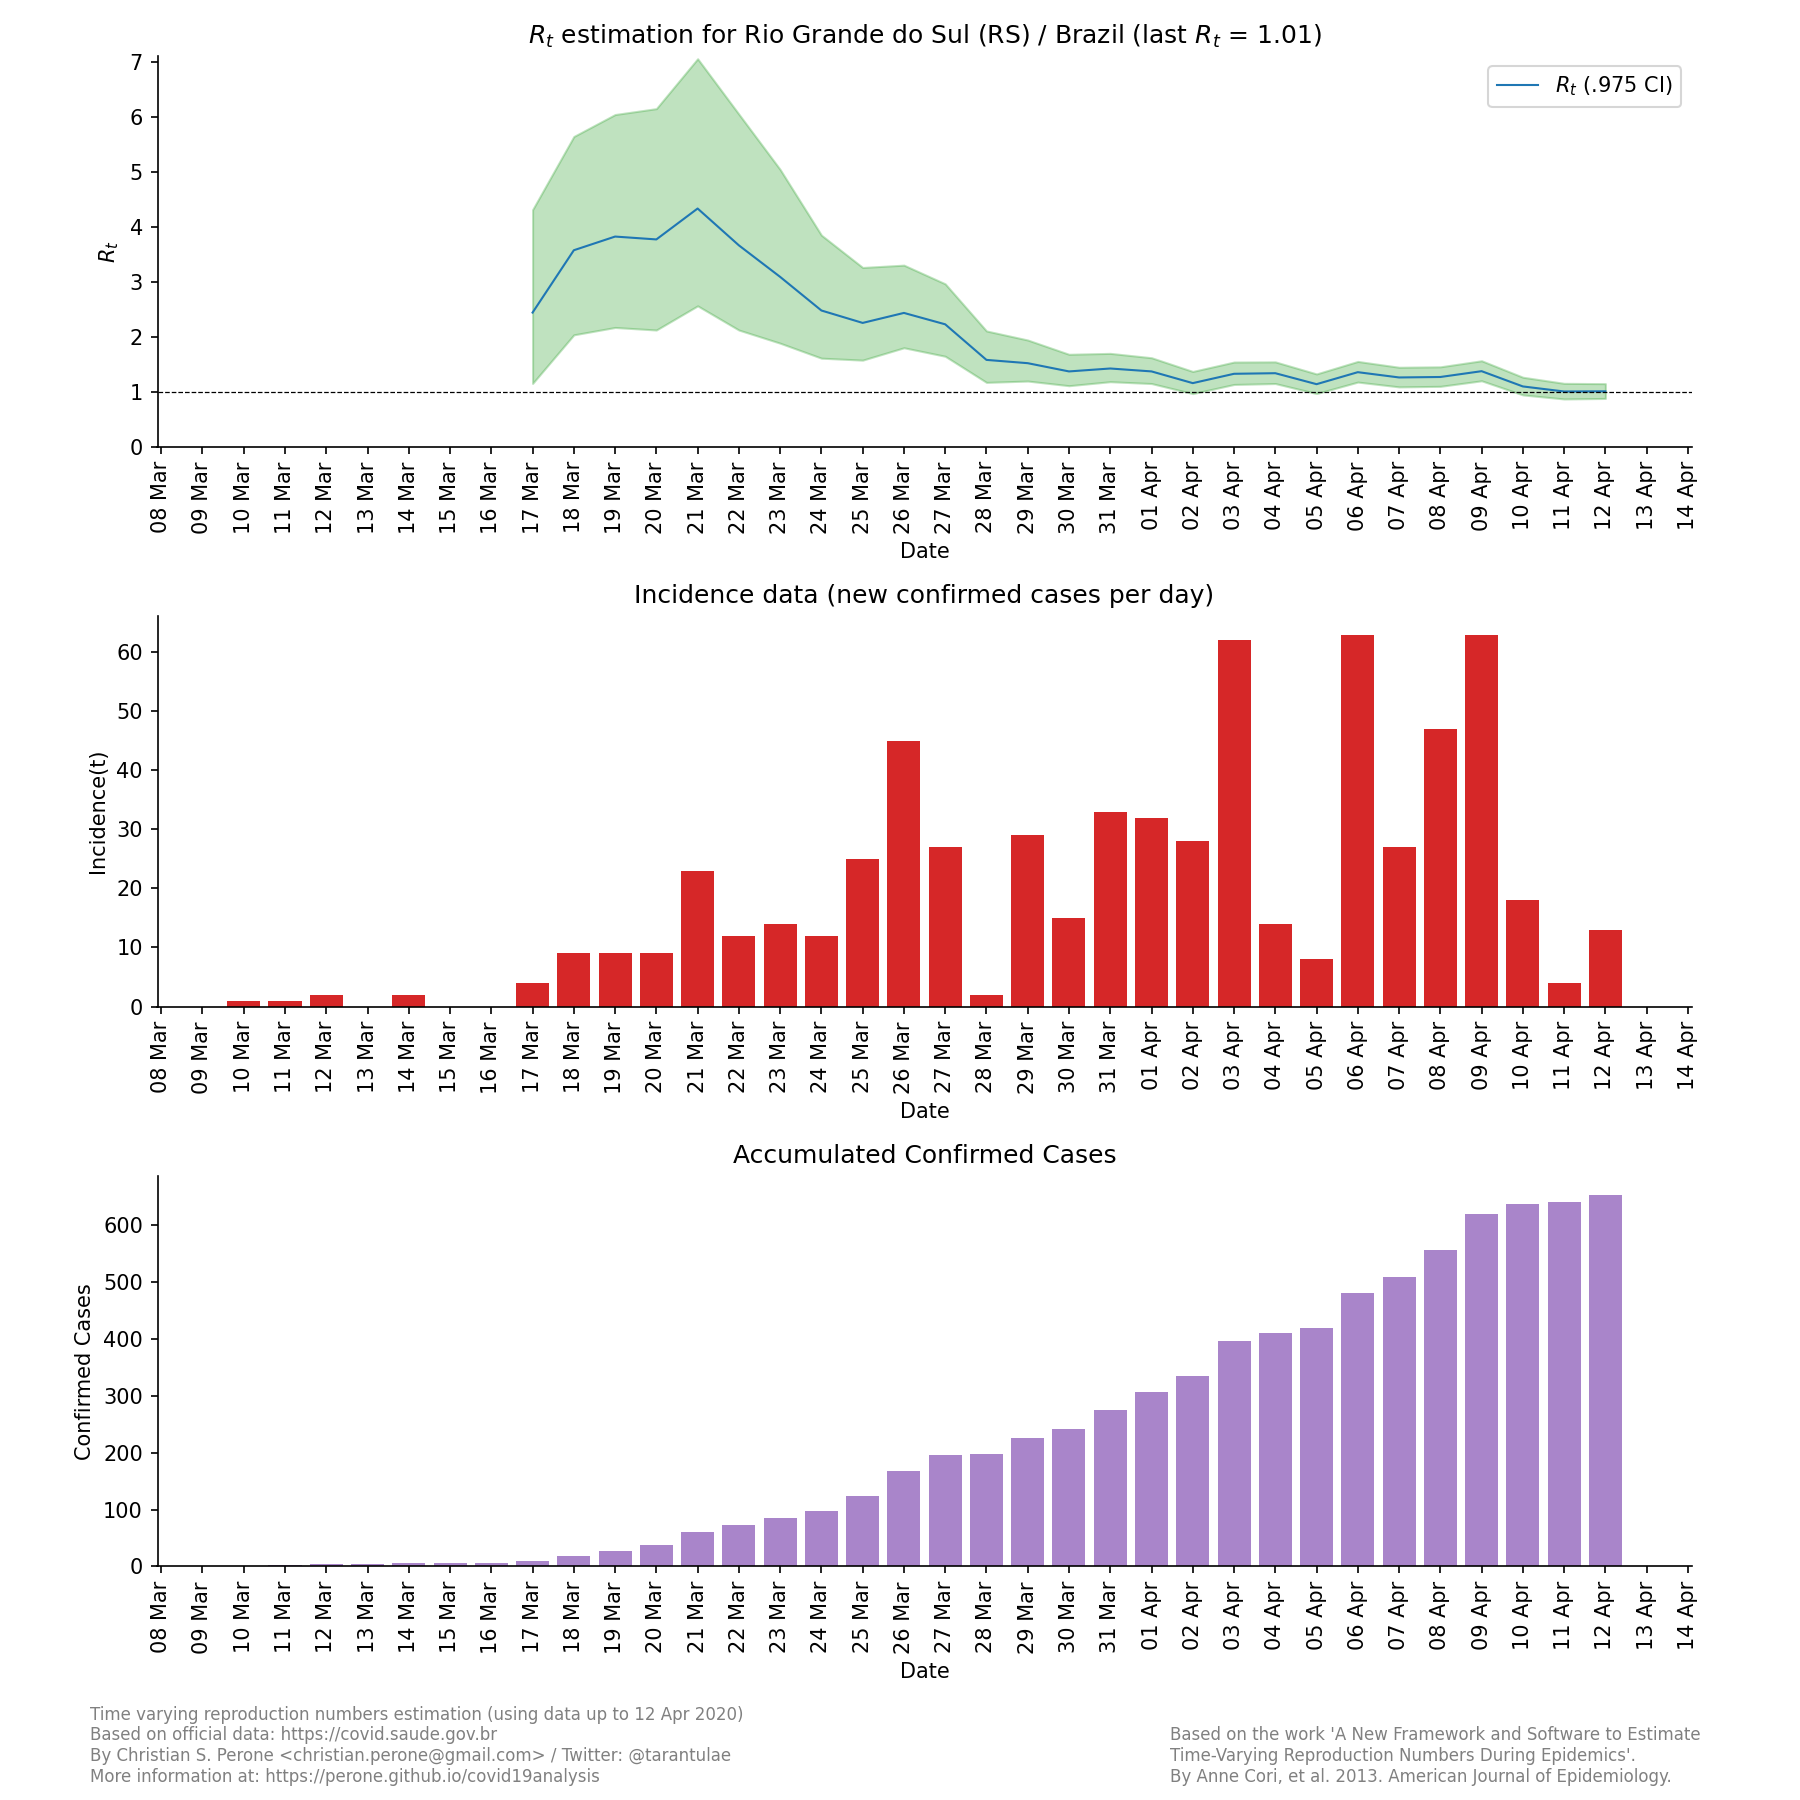 Rt estimation for Rio Grande do Sul (RS) / Brazil (last Rt = 1.01)
Rt (.975 CI)
Rt
7
6
5
4
3
2
1
0
08 Mar 09 Mar 10 Mar 11 Mar 12 Mar 13 Mar 14 Mar 15 Mar 16 Mar 17 Mar 18 Mar 19 Mar 20 Mar 21 Mar 22 Mar 23 Mar 24 Mar 25 Mar 26 Mar 27 Mar 28 Mar 29 Mar 30 Mar 31 Mar 01 Apr 02 Apr 03 Apr 04 Apr 05 Apr 06 Apr 07 Apr 08 Apr 09 Apr 10 Apr 11 Apr 12 Apr 13 Apr 14 Apr
Date
Incidence data (new confirmed cases per day)
Incidence(t)
60
50
40
30
20
10
0
08 Mar 09 Mar 10 Mar 11 Mar 12 Mar 13 Mar 14 Mar 15 Mar 16 Mar 17 Mar 18 Mar 19 Mar 20 Mar 21 Mar 22 Mar 23 Mar 24 Mar 25 Mar 26 Mar 27 Mar 28 Mar 29 Mar 30 Mar 31 Mar 01 Apr 02 Apr 03 Apr 04 Apr 05 Apr 06 Apr 07 Apr 08 Apr 09 Apr 10 Apr 11 Apr 12 Apr 13 Apr 14 Apr
Date
Accumulated Confirmed Cases
Confirmed Cases
600
500
400
300
200
100
0
08 Mar 09 Mar 10 Mar 11 Mar 12 Mar 13 Mar 14 Mar 15 Mar 16 Mar 17 Mar 18 Mar 19 Mar 20 Mar 21 Mar 22 Mar 23 Mar 24 Mar 25 Mar 26 Mar 27 Mar 28 Mar 29 Mar 30 Mar 31 Mar 01 Apr 02 Apr 03 Apr 04 Apr 05 Apr 06 Apr 07 Apr 08 Apr 09 Apr 10 Apr 11 Apr 12 Apr 13 Apr 14 Apr
Date
Time varying reproduction numbers estimation (using data up to 12 Apr 2020)
Based on official data: https://covid.saude.gov.br
By Christian S. Perone <christian.perone@gmail.com> / Twitter: @tarantulae
More information at: https://perone.github.io/covid19analysis
Based on the work 'A New Framework and Software to Estimate
Time-Varying Reproduction Numbers During Epidemics'.
By Anne Cori, et al. 2013. American Journal of Epidemiology.